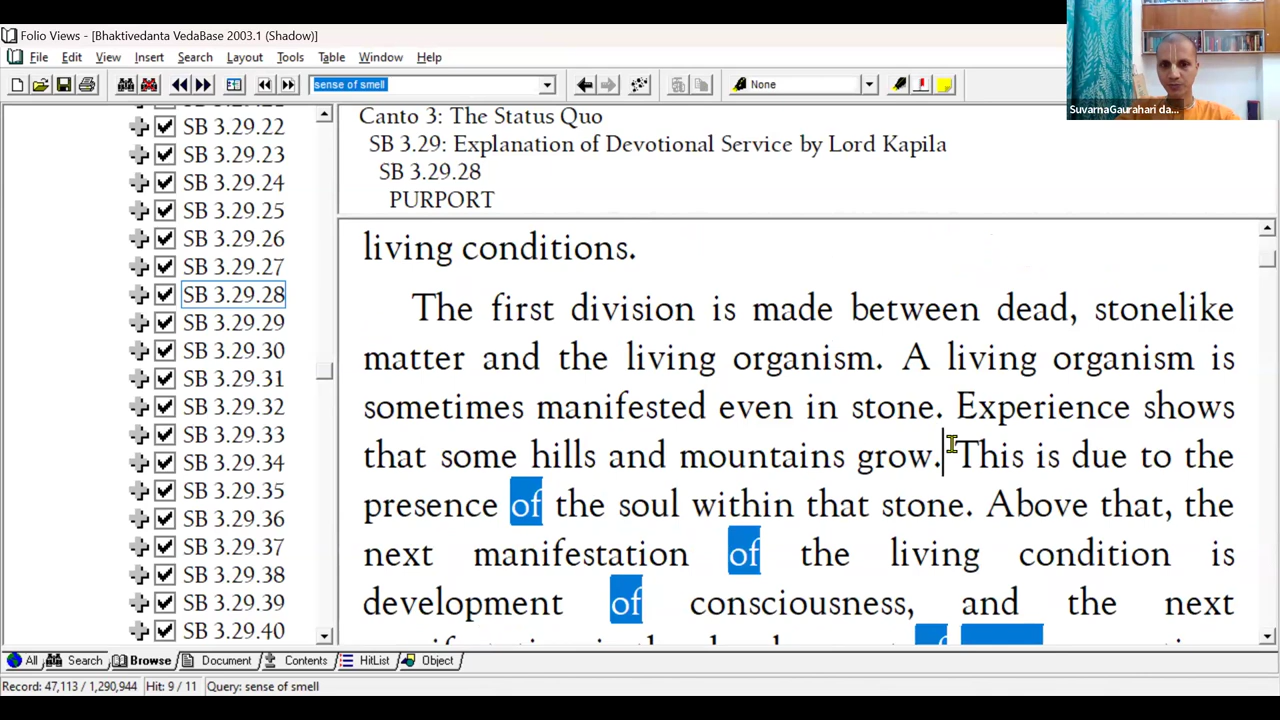 Folio Views - [Bhaktivedanta VedaBase 2003.1 (Shadow)]
File Edit View Insert Search Layout Tools Table Window Help
sense of smell
None
SuvarnaGaurahari da...
SB 3.29.22
SB 3.29.23
SB 3.29.24
SB 3.29.25
SB 3.29.26
SB 3.29.27
SB 3.29.28
SB 3.29.29
SB 3.29.30
SB 3.29.31
SB 3.29.32
SB 3.29.33
SB 3.29.34
SB 3.29.35
SB 3.29.36
SB 3.29.37
SB 3.29.38
SB 3.29.39
SB 3.29.40
Canto 3: The Status Quo
SB 3.29: Explanation of Devotional Service by Lord Kapila
SB 3.29.28
PURPORT
living conditions.
The first division is made between dead, stonelike
matter and the living organism. A living organism is
sometimes manifested even in stone. Experience shows
that some hills and mountains grow. This is due to the
presence of the soul within that stone. Above that, the
next manifestation of the living condition is
development of consciousness, and the next
All Search Browse Document Contents HitList Object
Record: 47,113 / 1,290,944 Hit: 9 / 11 Query: sense of smell